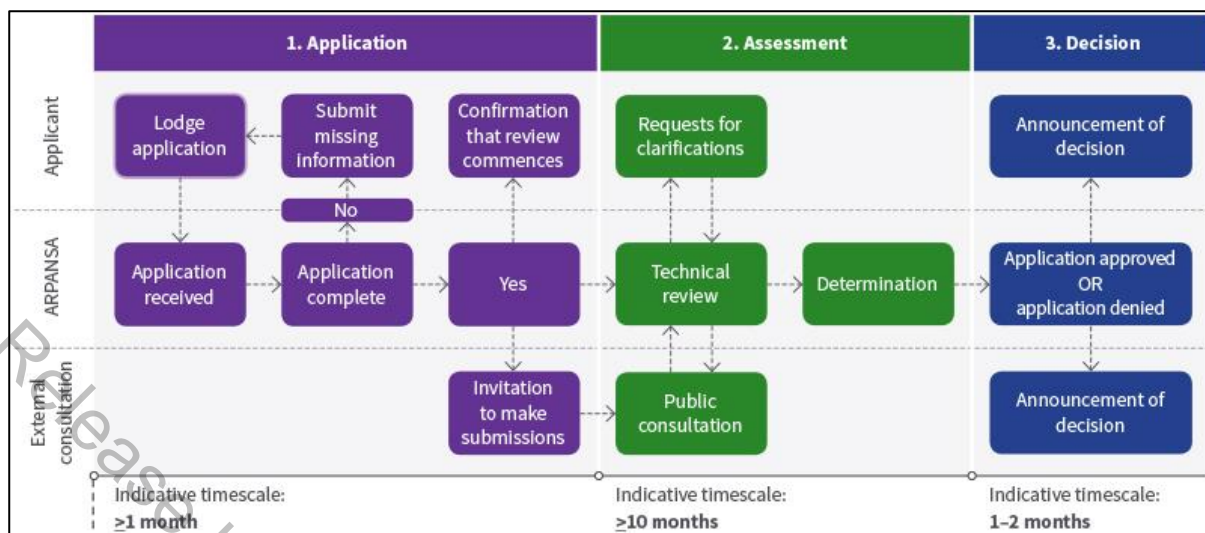 1. Application
2. Assessment
3. Decision
Applicant
Lodge
application
Submit
missing
information
Confirmation
that review
commences
Requests for
clarifications
Announcement of
decision
No
ARPANSA
Application
received
Application
complete
Yes
Technical
review
Determination
Application approved
OR
application denied
External
consultation
Invitation
to make
submissions
Public
consultation
Announcement of
decision
Indicative timescale:
≥1 month
Indicative timescale:
≥10 months
Indicative timescale:
1–2 months
Release